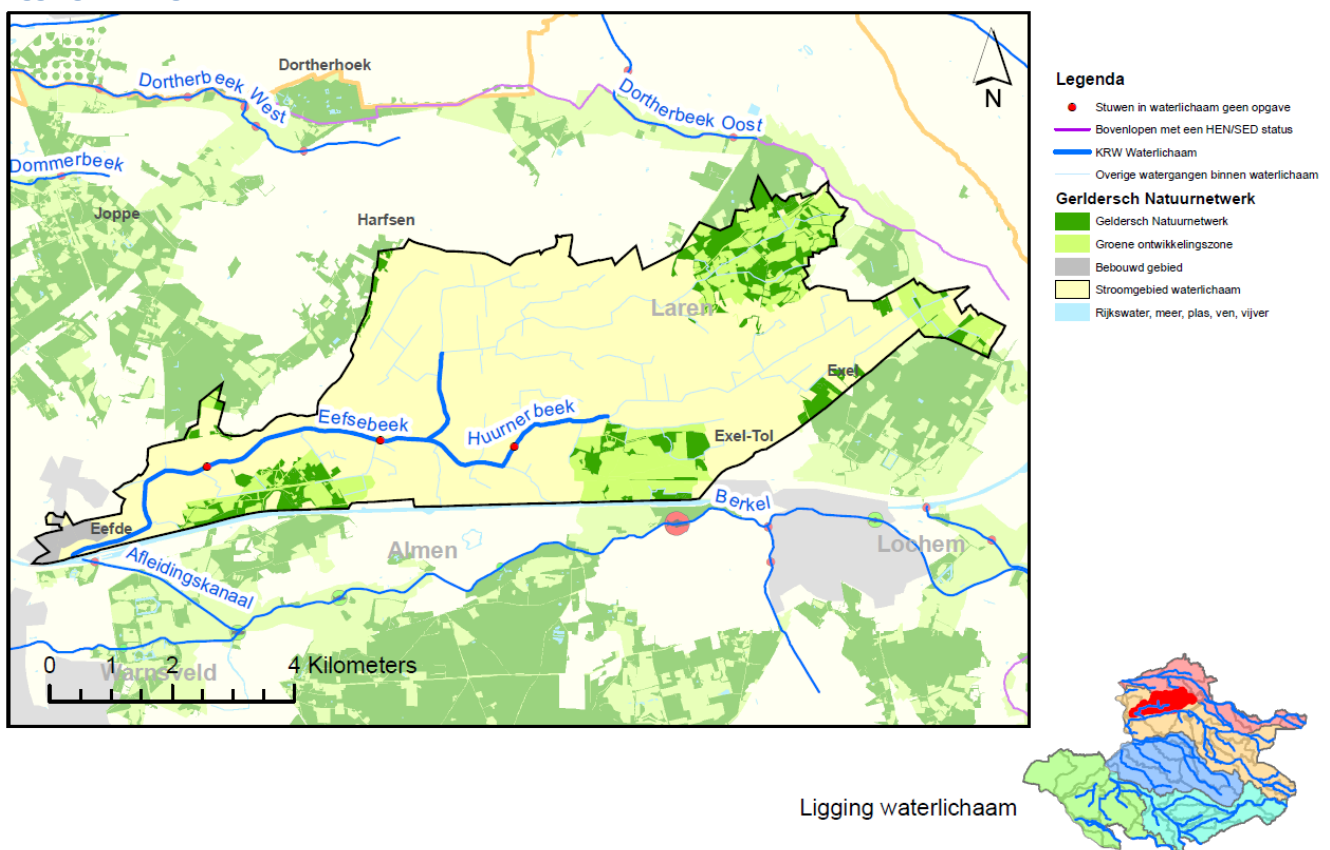 Dortherhoek
Dortherbeek West
Dortherbeek Oost
N
Dommerbeek
Joppe
Harfsen
Laren
Exel
Eefsebeek
Huurnerbeek
Exel-Tol
Berkel
Eefde
Almen
Lochem
Afleidingskanaal
Warnsveld
0 1 2 4 Kilometers
Legenda
Stuwen in waterlichaam geen opgave
Bovenlopen met een HEN/SED status
KRW Waterlichaam
Overige watergangen binnen waterlichaam
Gerldersch Natuurnetwerk
Geldersch Natuurnetwerk
Groene ontwikkelingszone
Bebouwd gebied
Stroomgebied waterlichaam
Rijkswater, meer, plas, ven, vijver
Ligging waterlichaam